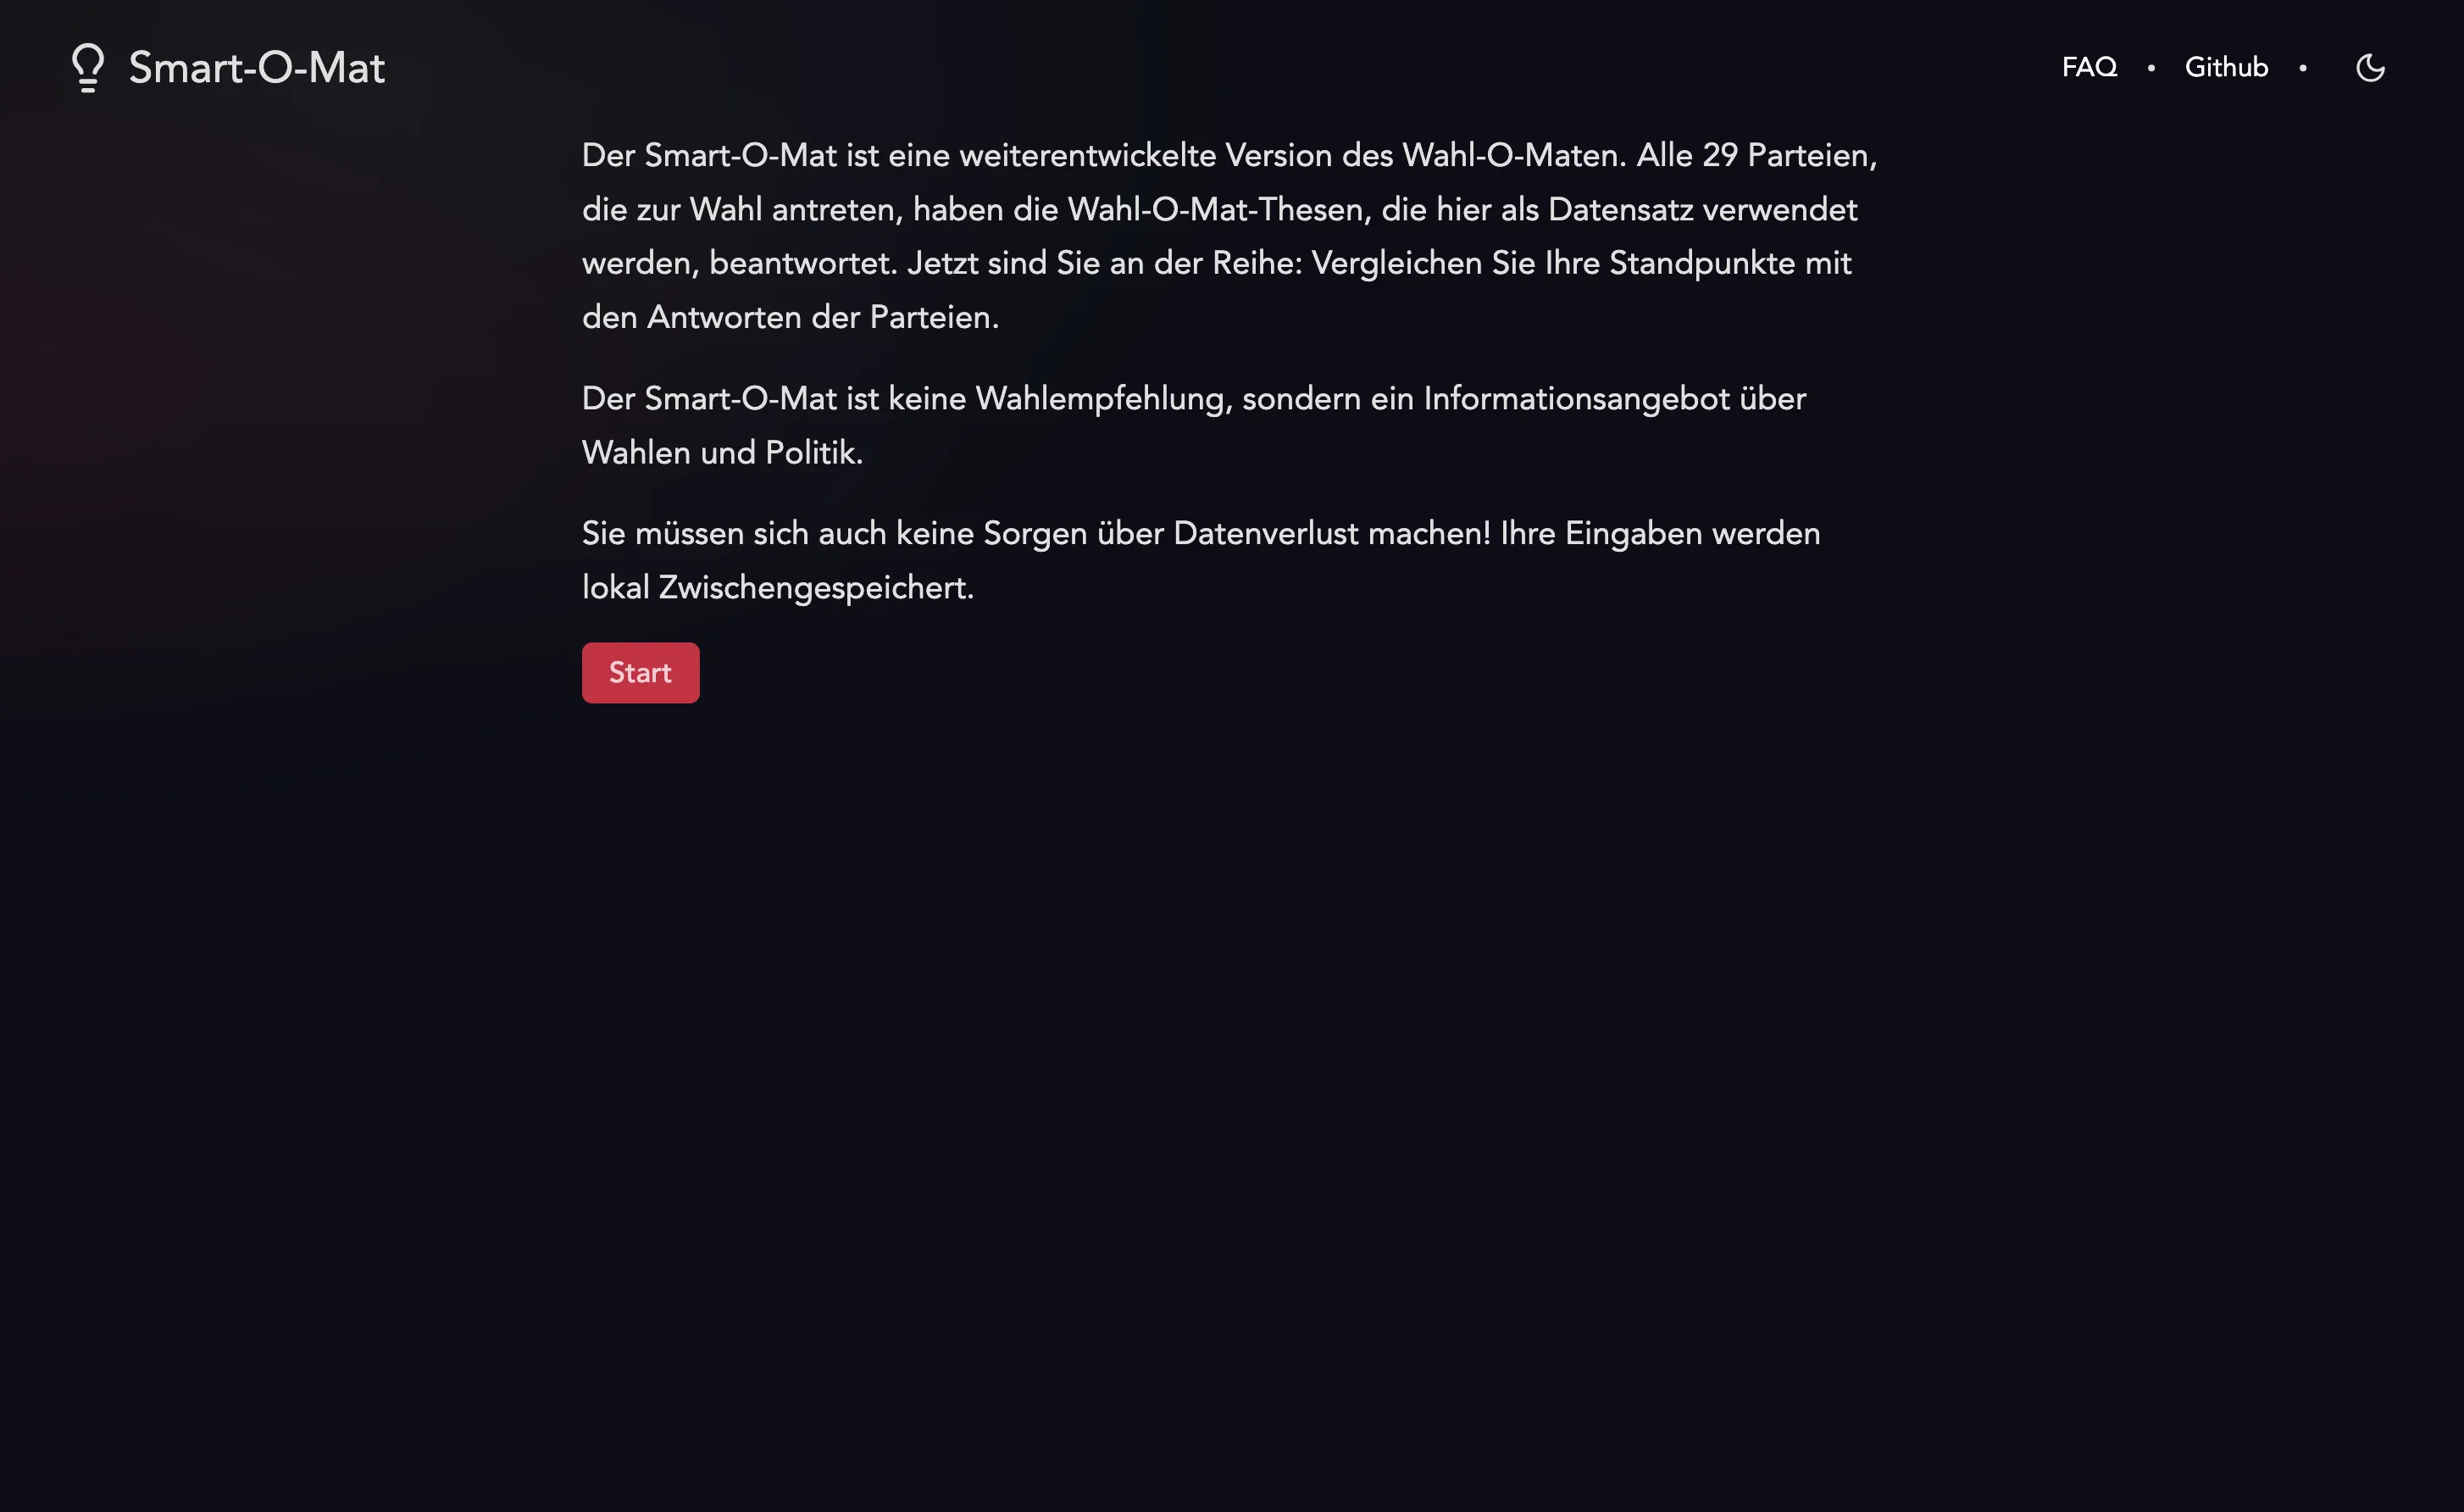 Smart-O-Mat
FAQ • Github •
Der Smart-O-Mat ist eine weiterentwickelte Version des Wahl-O-Maten. Alle 29 Parteien,
die zur Wahl antreten, haben die Wahl-O-Mat-Thesen, die hier als Datensatz verwendet
werden, beantwortet. Jetzt sind Sie an der Reihe: Vergleichen Sie Ihre Standpunkte mit
den Antworten der Parteien.
Der Smart-O-Mat ist keine Wahlempfehlung, sondern ein Informationsangebot über
Wahlen und Politik.
Sie müssen sich auch keine Sorgen über Datenverlust machen! Ihre Eingaben werden
lokal Zwischengespeichert.
Start